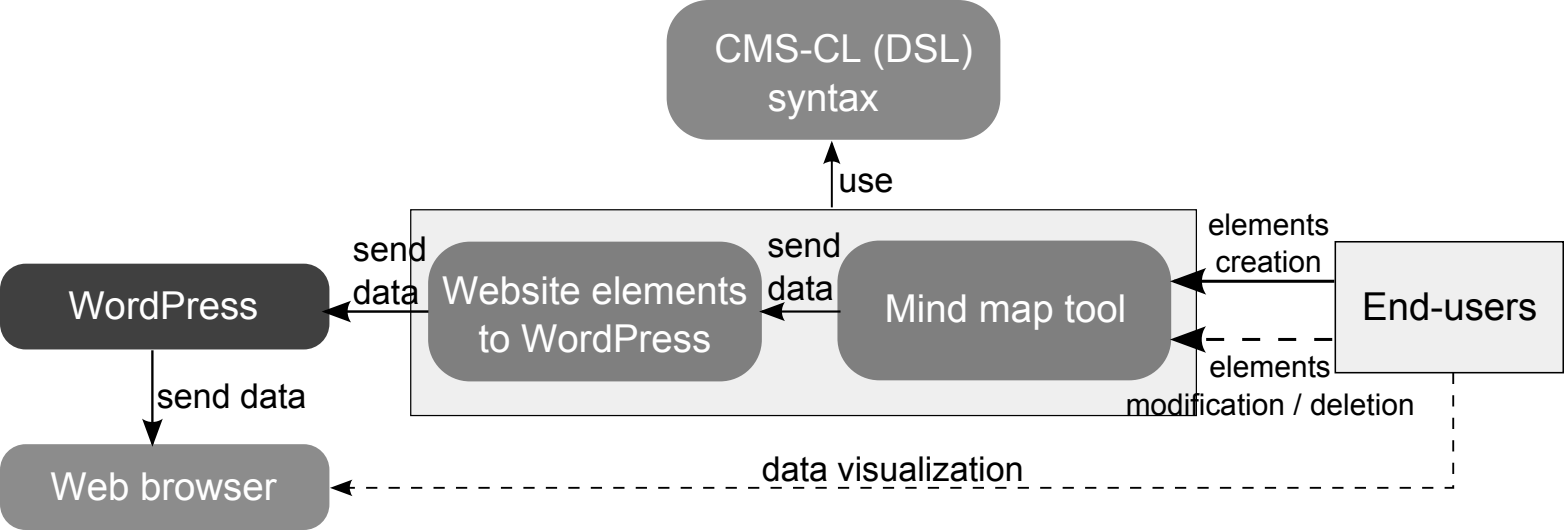 CMS-CL (DSL)
syntax
use
send
data
WordPress
Website elements
to WordPress
send
data
Mind map tool
elements
creation
End-users
elements
modification / deletion
send data
Web browser
data visualization